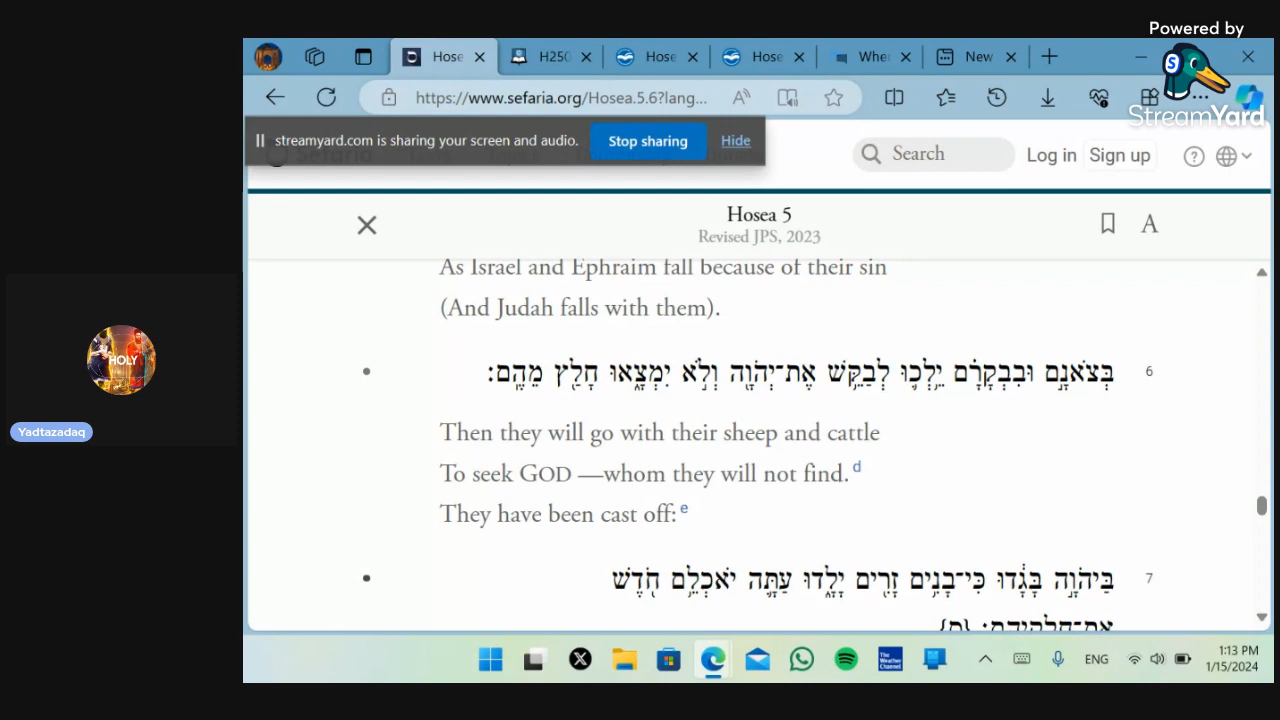 Powered by
StreamYard
Hose
H250
Hose
Hose
Wher
New
https://www.sefaria.org/Hosea.5.6?lang...
streamyard.com is sharing your screen and audio.
Stop sharing
Hide
Search
Log in
Sign up
Hosea 5
Revised JPS, 2023
A
As Israel and Ephraim fall because of their sin
(And Judah falls with them).
6
בְּצֹאנָ֣ם וּבִבְקָרָ֗ם יֵֽלְכ֛וּ לְבַקֵּ֥שׁ אֶת־יְהֹוָ֖ה וְלֹ֣א יִמְצָ֑אוּ חָלַ֖ץ מֵהֶֽם׃
Then they will go with their sheep and cattle
To seek GOD —whom they will not find.d
They have been cast off:e
7
בַּיהֹוָ֣ה בָּגָ֔דוּ כִּי־בָנִ֥ים זָרִ֖ים יָלָ֑דוּ עַתָּ֛ה יֹאכְלֵ֥ם חֹ֖דֶשׁ
HOLY
Yadtazadaq
The Weather Channel
ENG
1:13 PM
1/15/2024